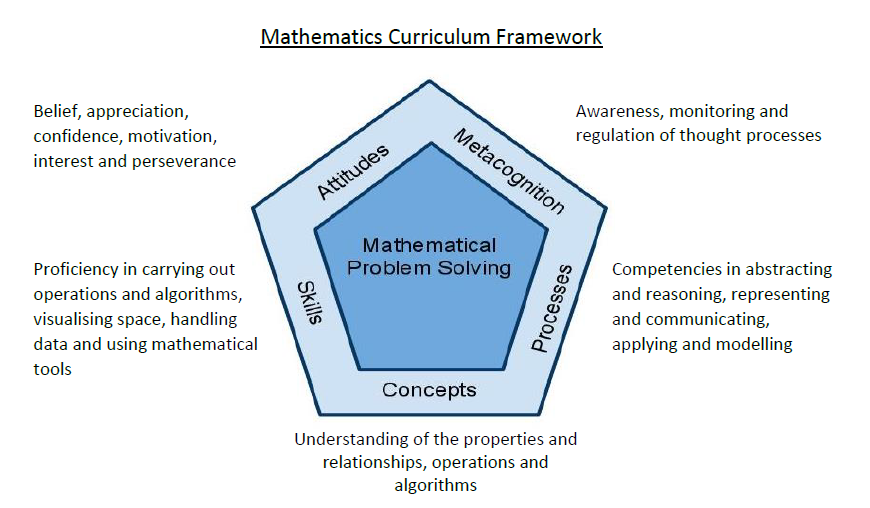 Mathematics Curriculum Framework
Belief, appreciation,
confidence, motivation,
interest and perseverance
Awareness, monitoring and
regulation of thought processes
Attitudes
Metacognition
Mathematical
Problem Solving
Skills
Processes
Concepts
Proficiency in carrying out
operations and algorithms,
visualising space, handling
data and using mathematical
tools
Competencies in abstracting
and reasoning, representing
and communicating,
applying and modelling
Understanding of the properties and
relationships, operations and
algorithms